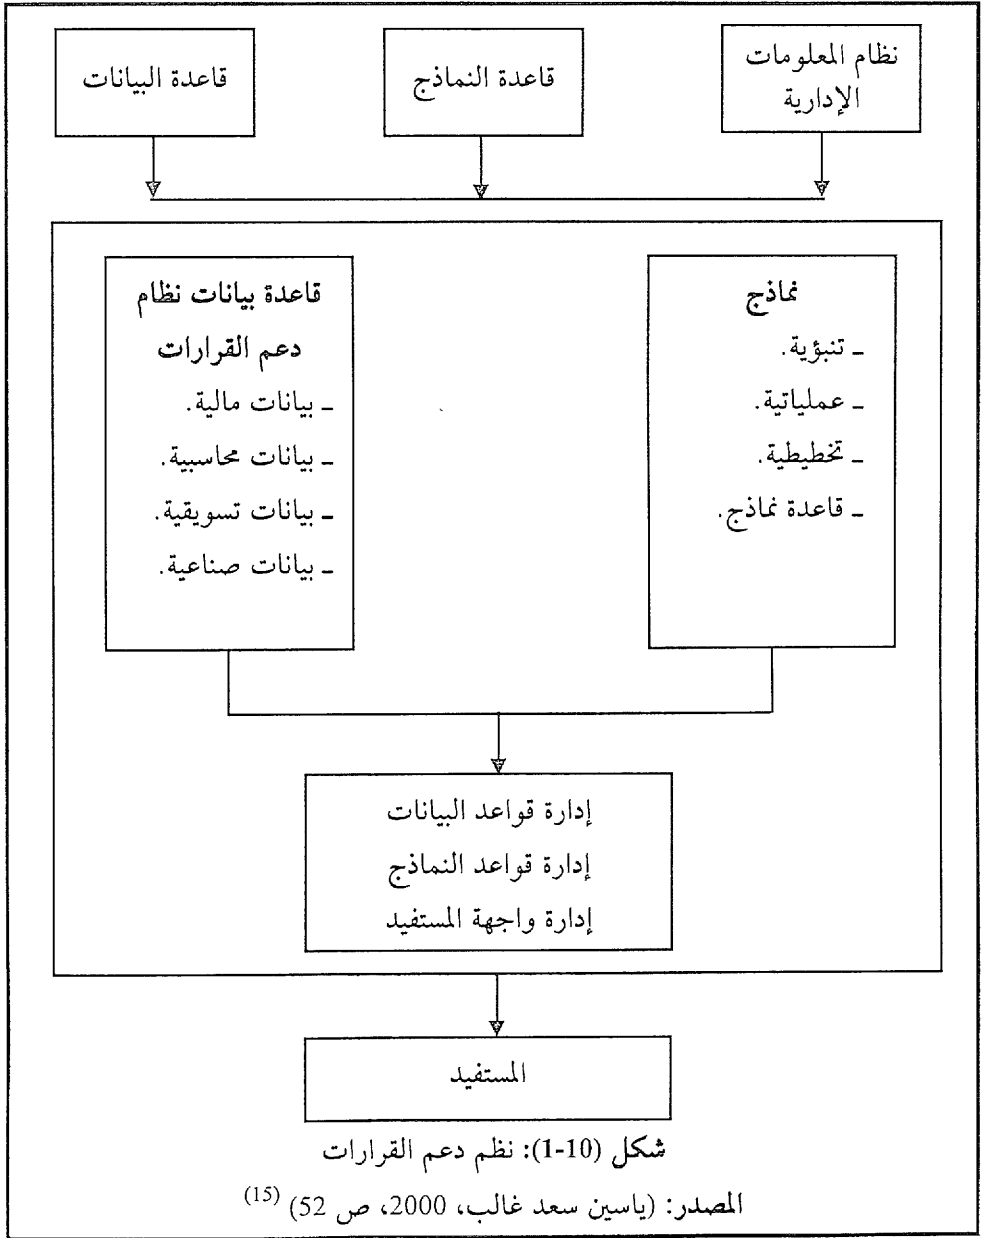 نظام المعلومات
الإدارية
قاعدة النماذج
قاعدة البيانات
نماذج
ـ تنبؤية.
ـ عملياتية.
ـ تخطيطية.
ـ قاعدة نماذج.
قاعدة بيانات نظام
دعم القرارات
ـ بيانات مالية.
ـ بيانات محاسبية.
ـ بيانات تسويقية.
ـ بيانات صناعية.
إدارة قواعد البيانات
إدارة قواعد النماذج
إدارة واجهة المستفيد
المستفيد
شكل (10-1): نظم دعم القرارات
المصدر: (ياسين سعد غالب، 2000، ص 52) (15)